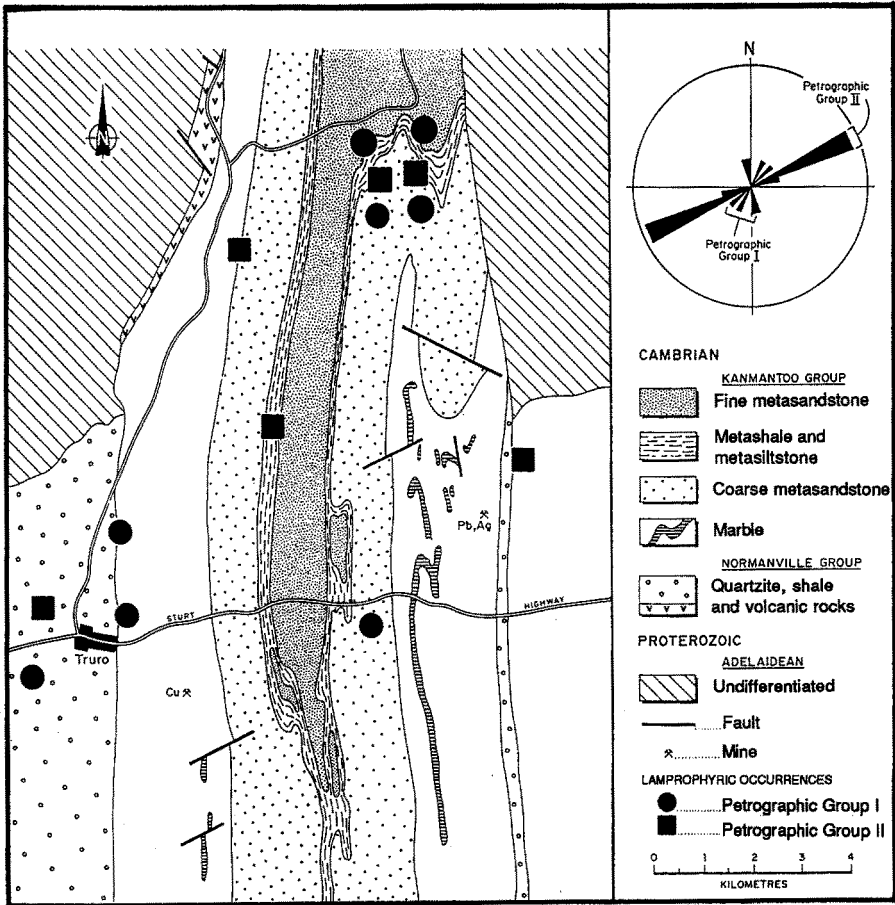 N
STURT
HIGHWAY
Truro
Cu
Pb,Ag
N
Petrographic
Group II
Petrographic
Group I
CAMBRIAN
KANMANTOO GROUP
Fine metasandstone
Metashale and
metasiltstone
Coarse metasandstone
Marble
NORMANVILLE GROUP
Quartzite, shale
and volcanic rocks
PROTEROZOIC
ADELAIDEAN
Undifferentiated
Fault
Mine
LAMPROPHYRIC OCCURRENCES
Petrographic Group I
Petrographic Group II
0 1 2 4
KILOMETRES